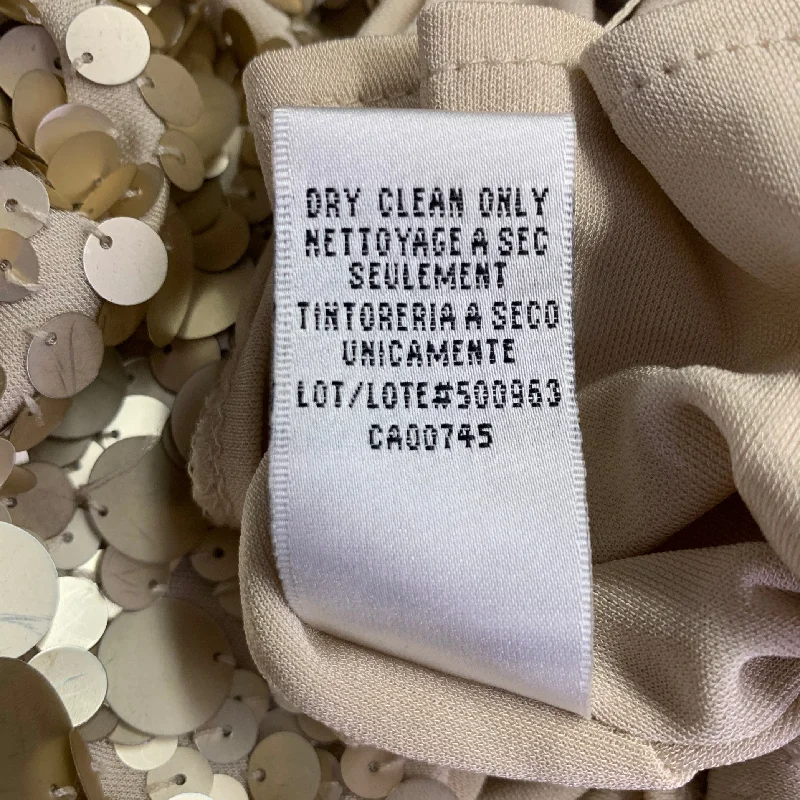 DRY CLEAN ONLY
NETTOYAGE A SEC
SEULEMENT
TINTORERIA A SECO
UNICAMENTE
LOT/LOTE#500963
CA00745